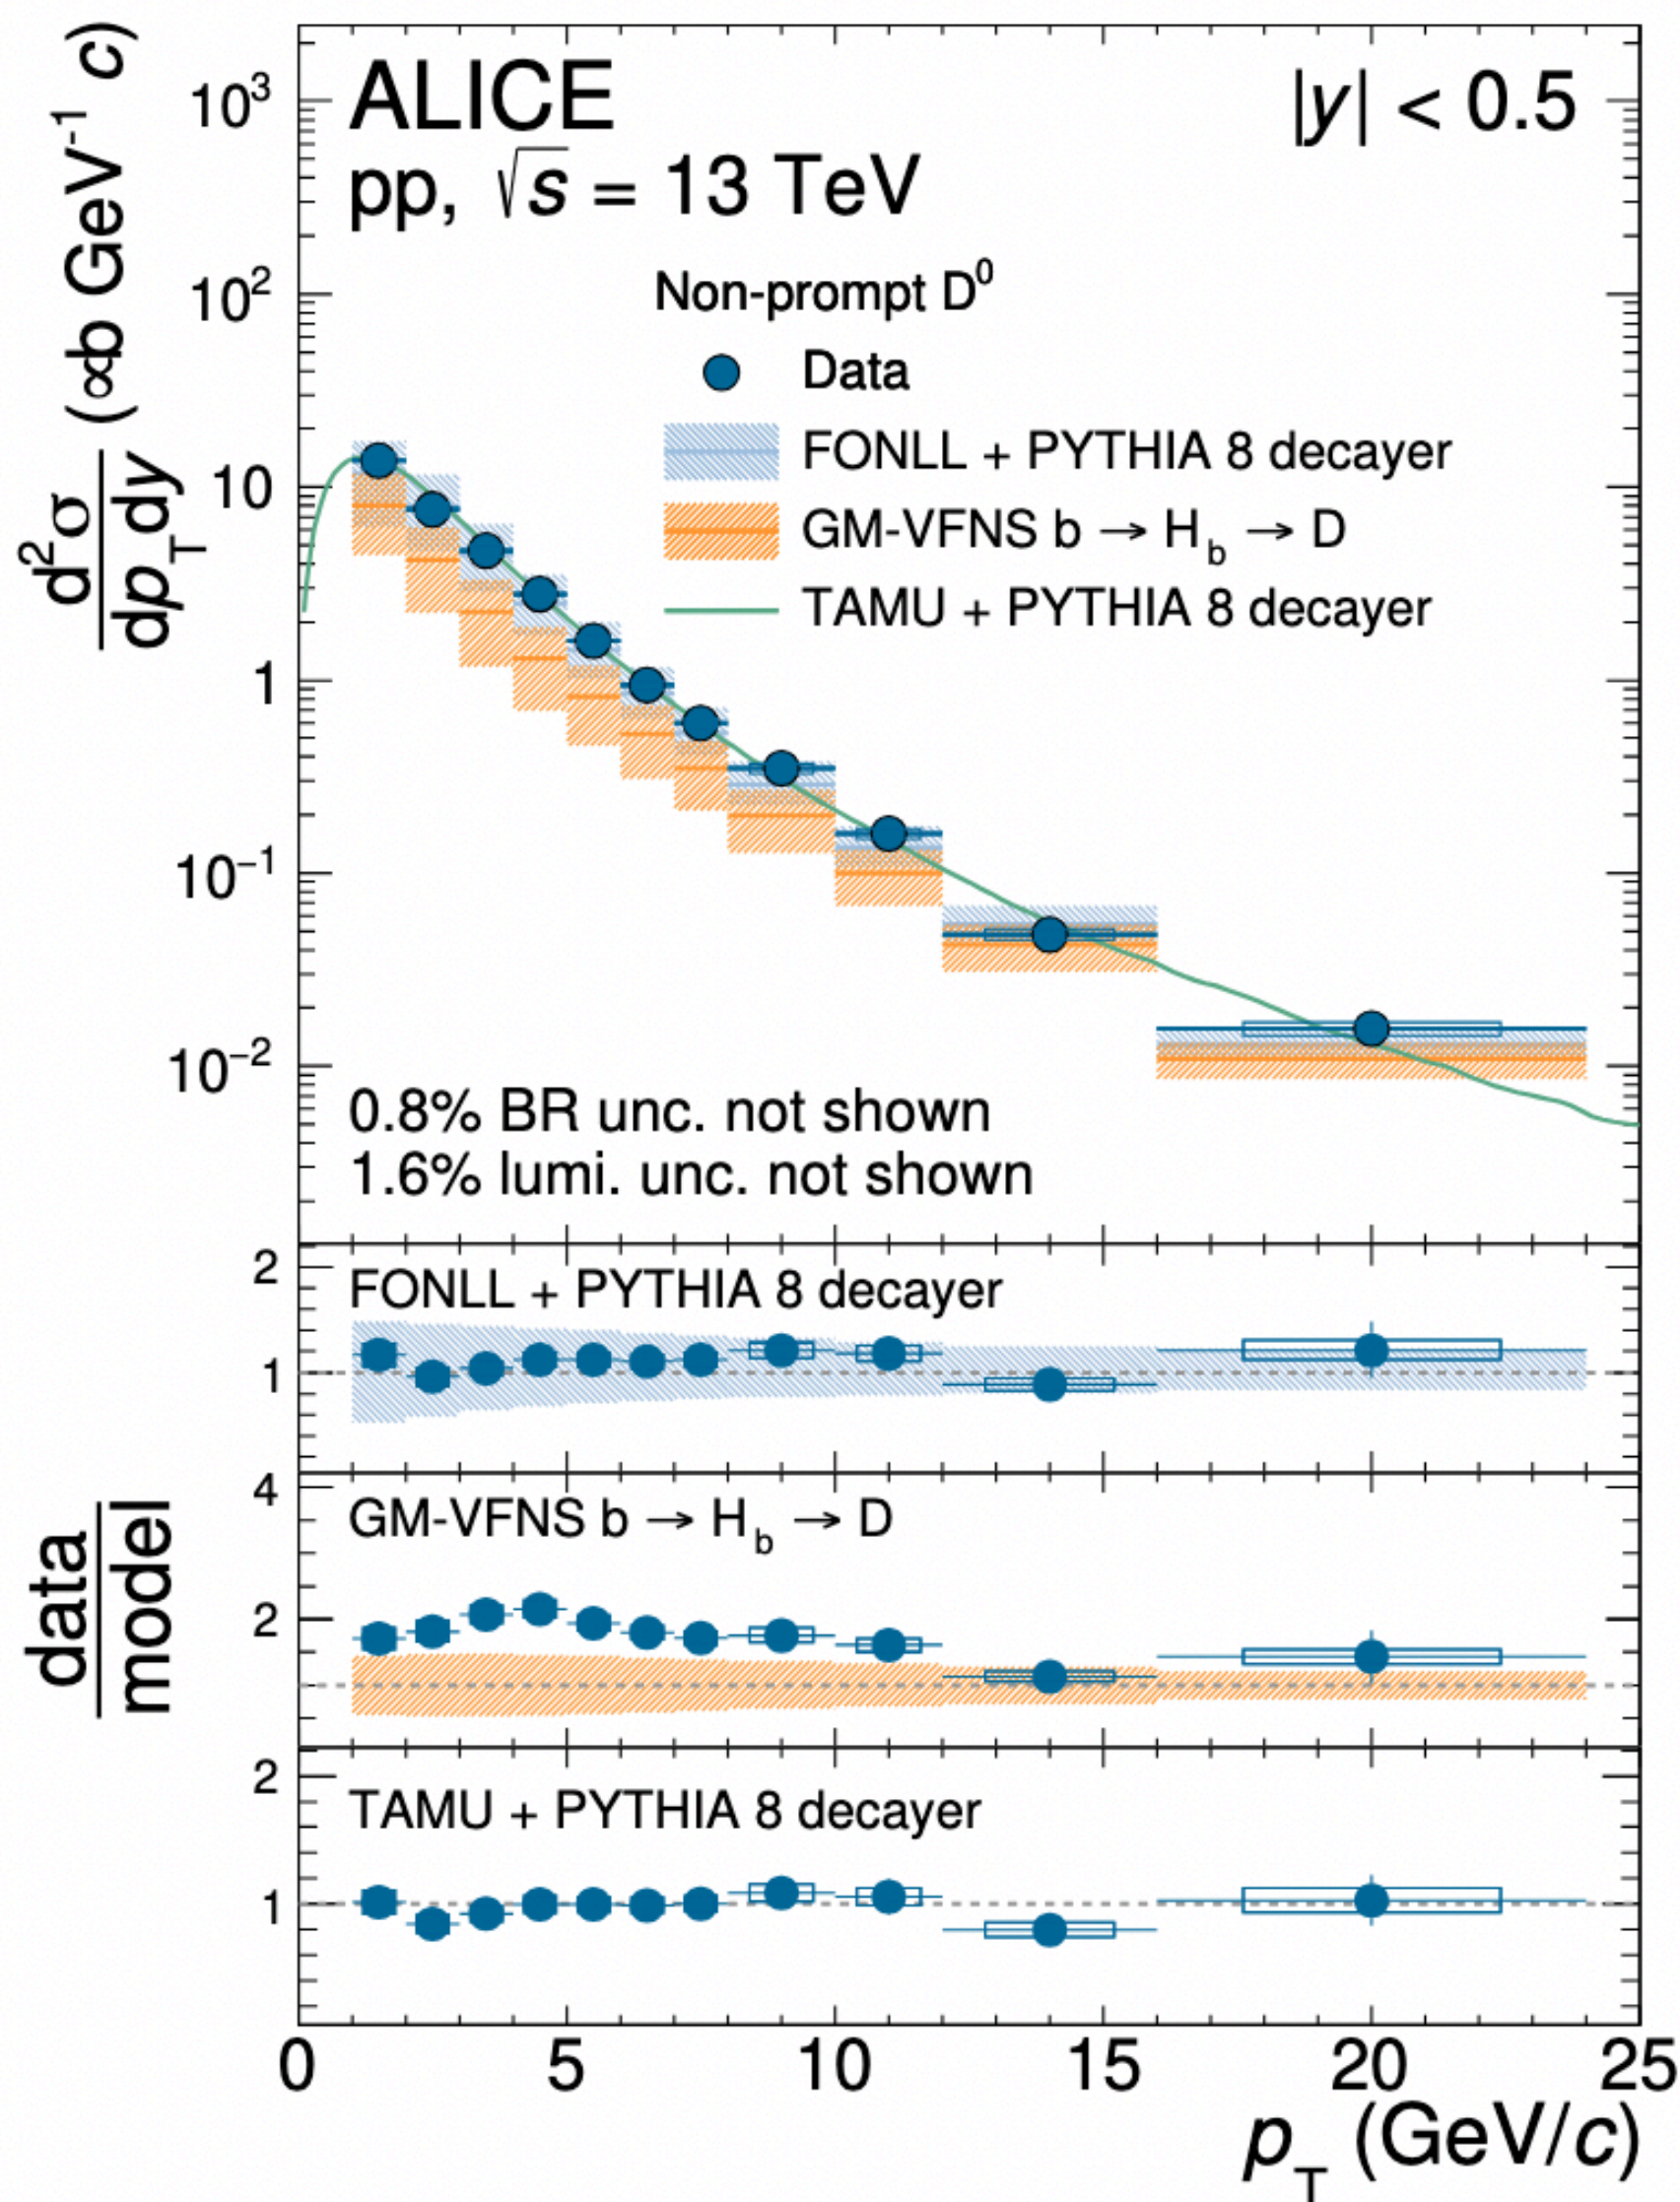 ALICE
|y| < 0.5
pp, √s = 13 TeV
Non-prompt D⁰
Data
FONLL + PYTHIA 8 decayer
GM-VFNS b → H_b → D
TAMU + PYTHIA 8 decayer
d²σ
dp_T dy
(∝b GeV⁻¹ c)
10³
10²
10
1
10⁻¹
10⁻²
0.8% BR unc. not shown
1.6% lumi. unc. not shown
2
FONLL + PYTHIA 8 decayer
1
data
model
4
GM-VFNS b → H_b → D
2
2
TAMU + PYTHIA 8 decayer
1
0 5 10 15 20 25
p_T (GeV/c)